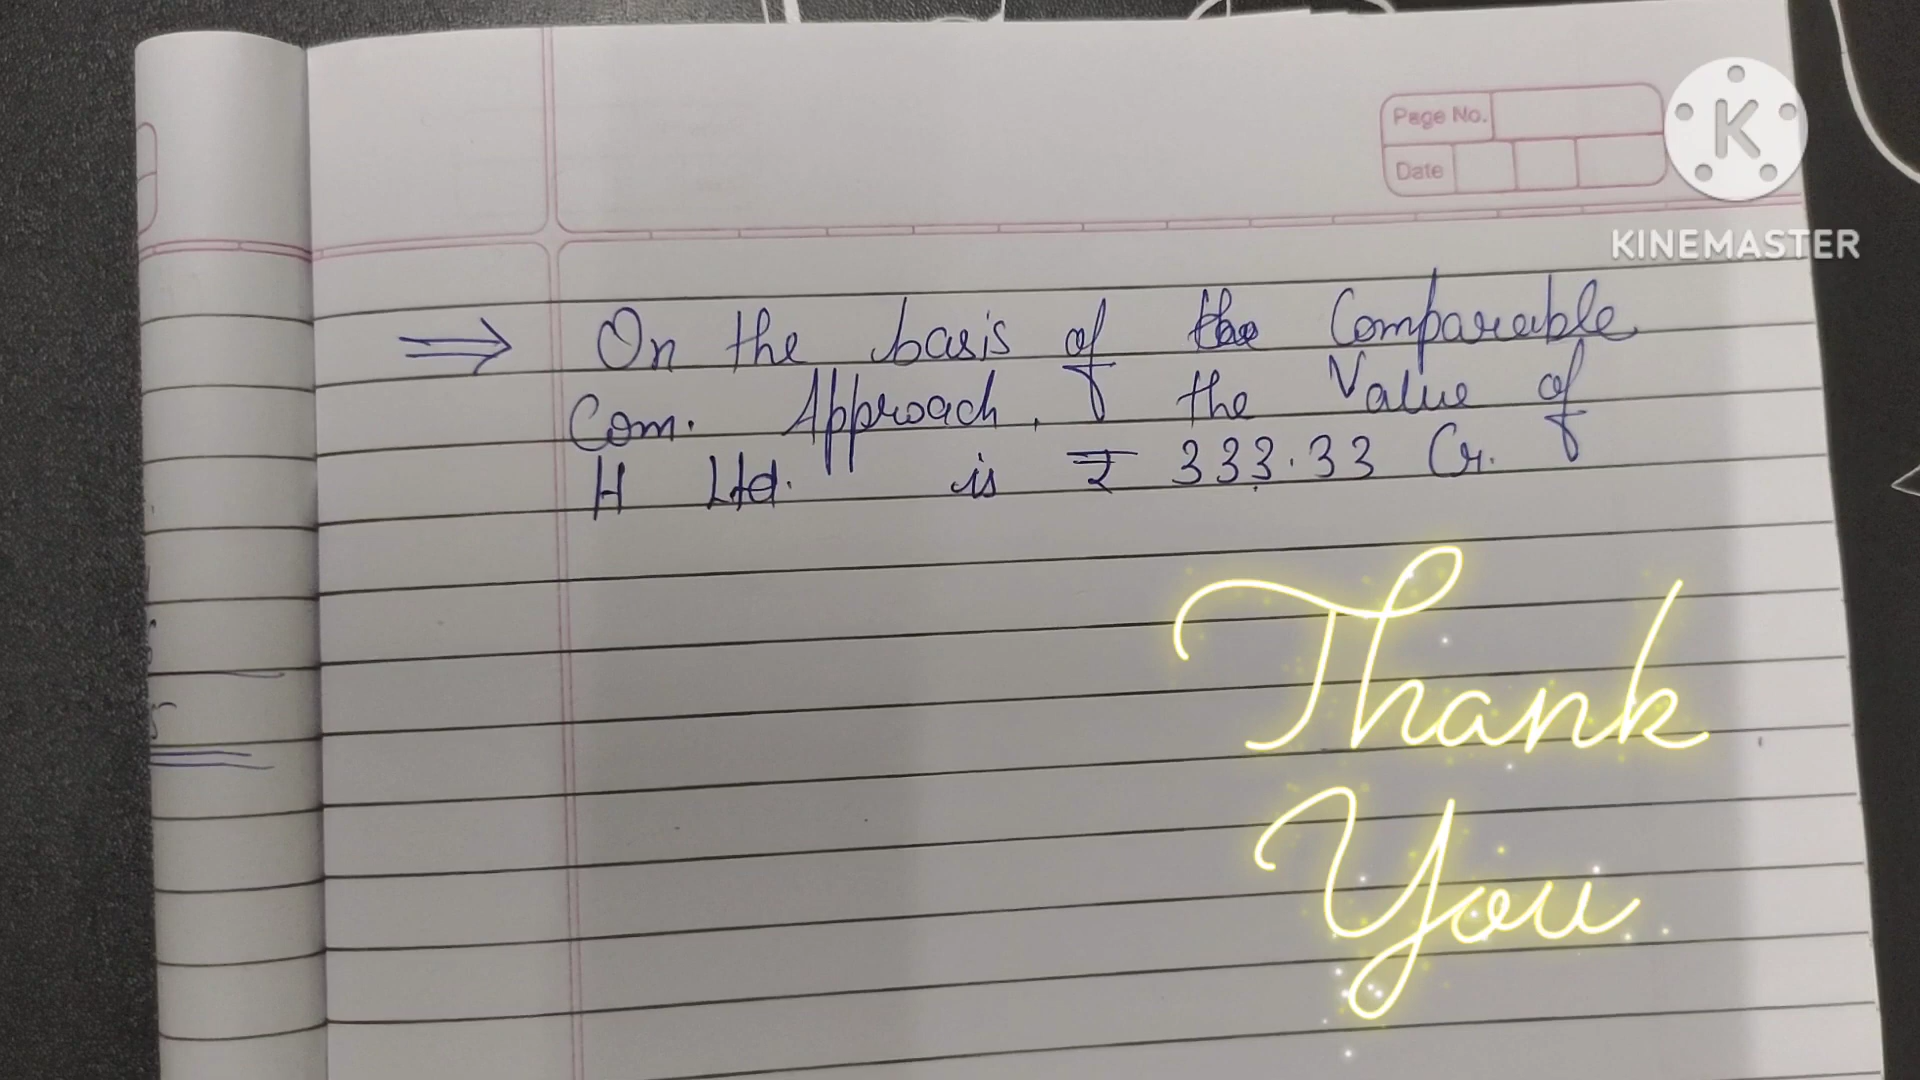 Page No.
Date
K
KINEMASTER
⇒ On the basis of the Comparable
Com. Approach, the Value of
H Ltd. is ₹ 333.33 Cr.
Thank
You